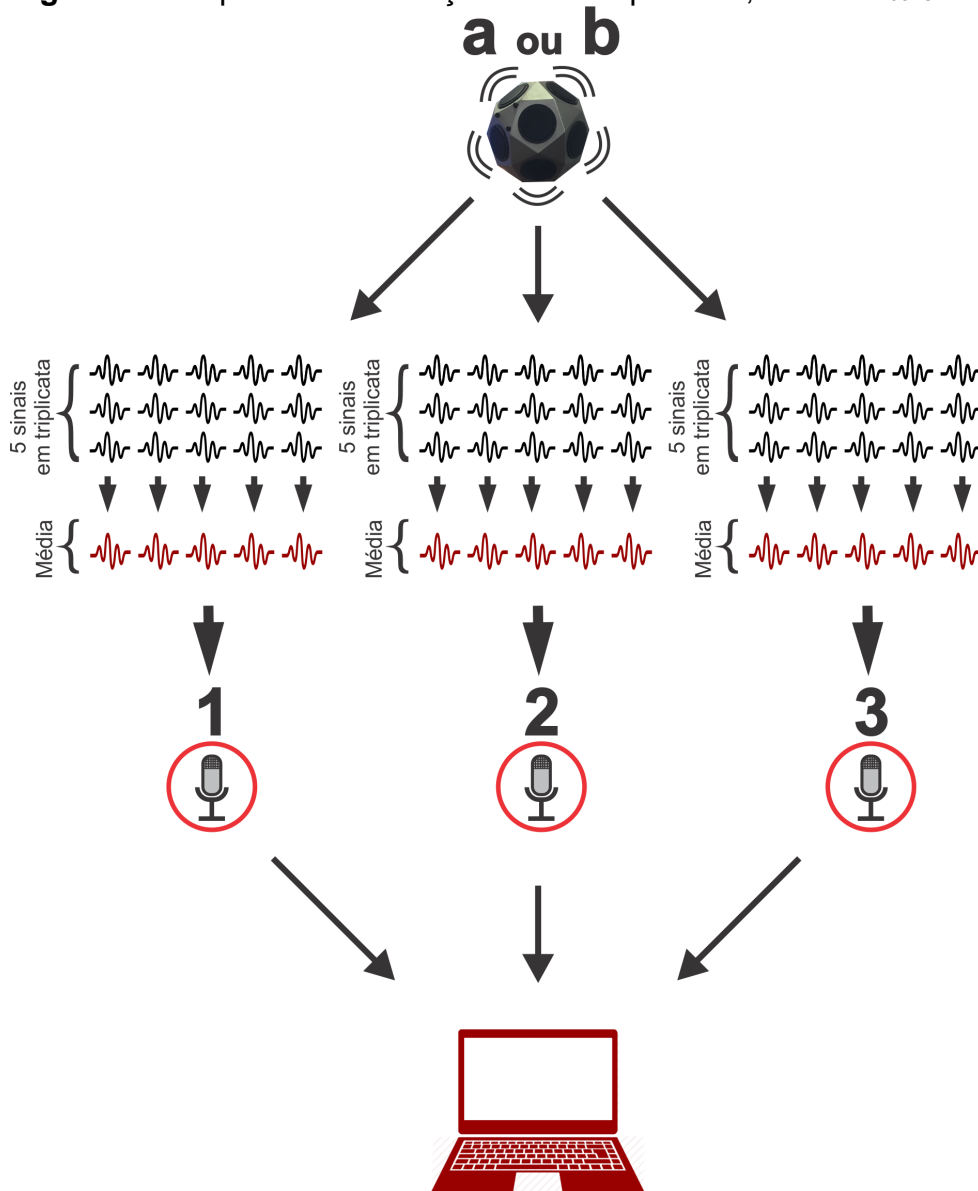 a ou b
5 sinais
em triplicata
5 sinais
em triplicata
5 sinais
em triplicata
Média
Média
Média
1
2
3